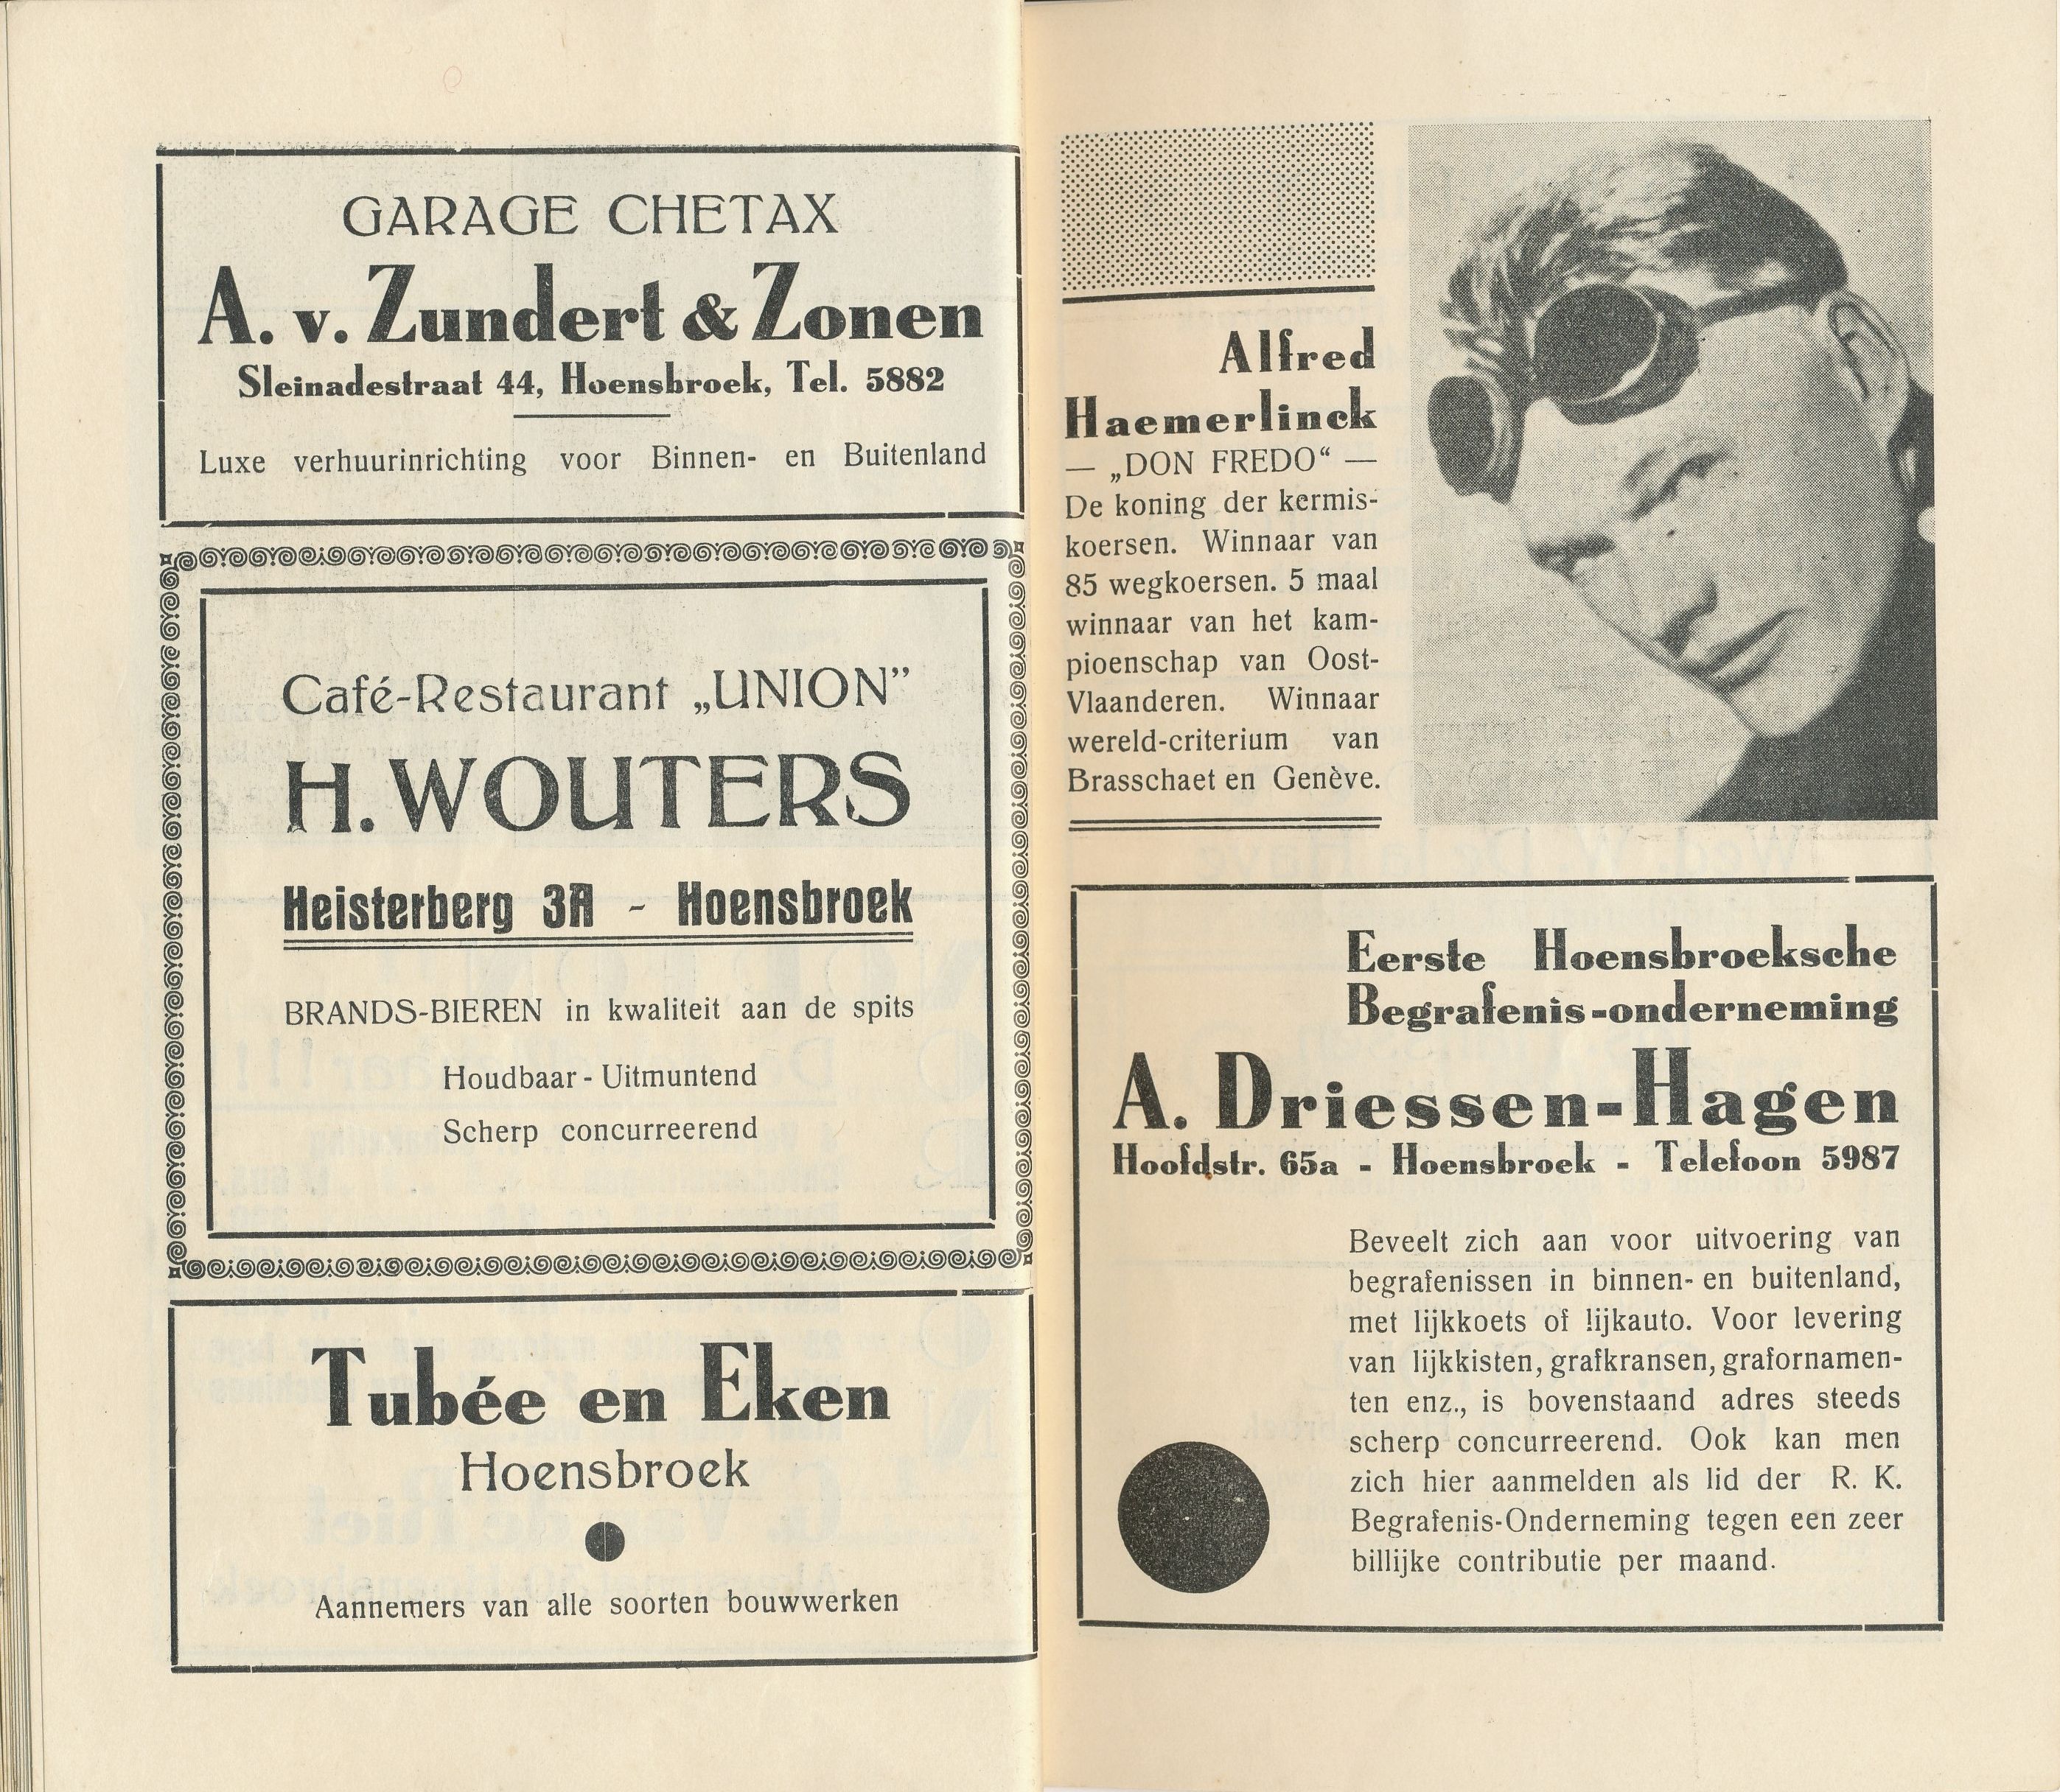 GARAGE CHETAX
A. v. Zundert & Zonen
Sleinadestraat 44, Hoensbroek, Tel. 5882
Luxe verhuurinrichting voor Binnen- en Buitenland
Café-Restaurant „UNION”
H. WOUTERS
Heisterberg 3A - Hoensbroek
BRANDS-BIEREN in kwaliteit aan de spits
Houdbaar - Uitmuntend
Scherp concurreerend
Tubée en Eken
Hoensbroek
Aannemers van alle soorten bouwwerken
Alfred
Haemerlinck
— „DON FREDO“ —
De koning der kermis-
koersen. Winnaar van
85 wegkoersen. 5 maal
winnaar van het kam-
pioenschap van Oost-
Vlaanderen. Winnaar
wereld-criterium van
Brasschaet en Genève.
Eerste Hoensbroeksche
Begrafenis-onderneming
A. Driessen-Hagen
Hoofdstr. 65a - Hoensbroek - Telefoon 5987
Beveelt zich aan voor uitvoering van
begrafenissen in binnen- en buitenland,
met lijkkoets of lijkauto. Voor levering
van lijkkisten, grafkransen, grafornamen-
ten enz., is bovenstaand adres steeds
scherp concurreerend. Ook kan men
zich hier aanmelden als lid der R. K.
Begrafenis-Onderneming tegen een zeer
billijke contributie per maand.